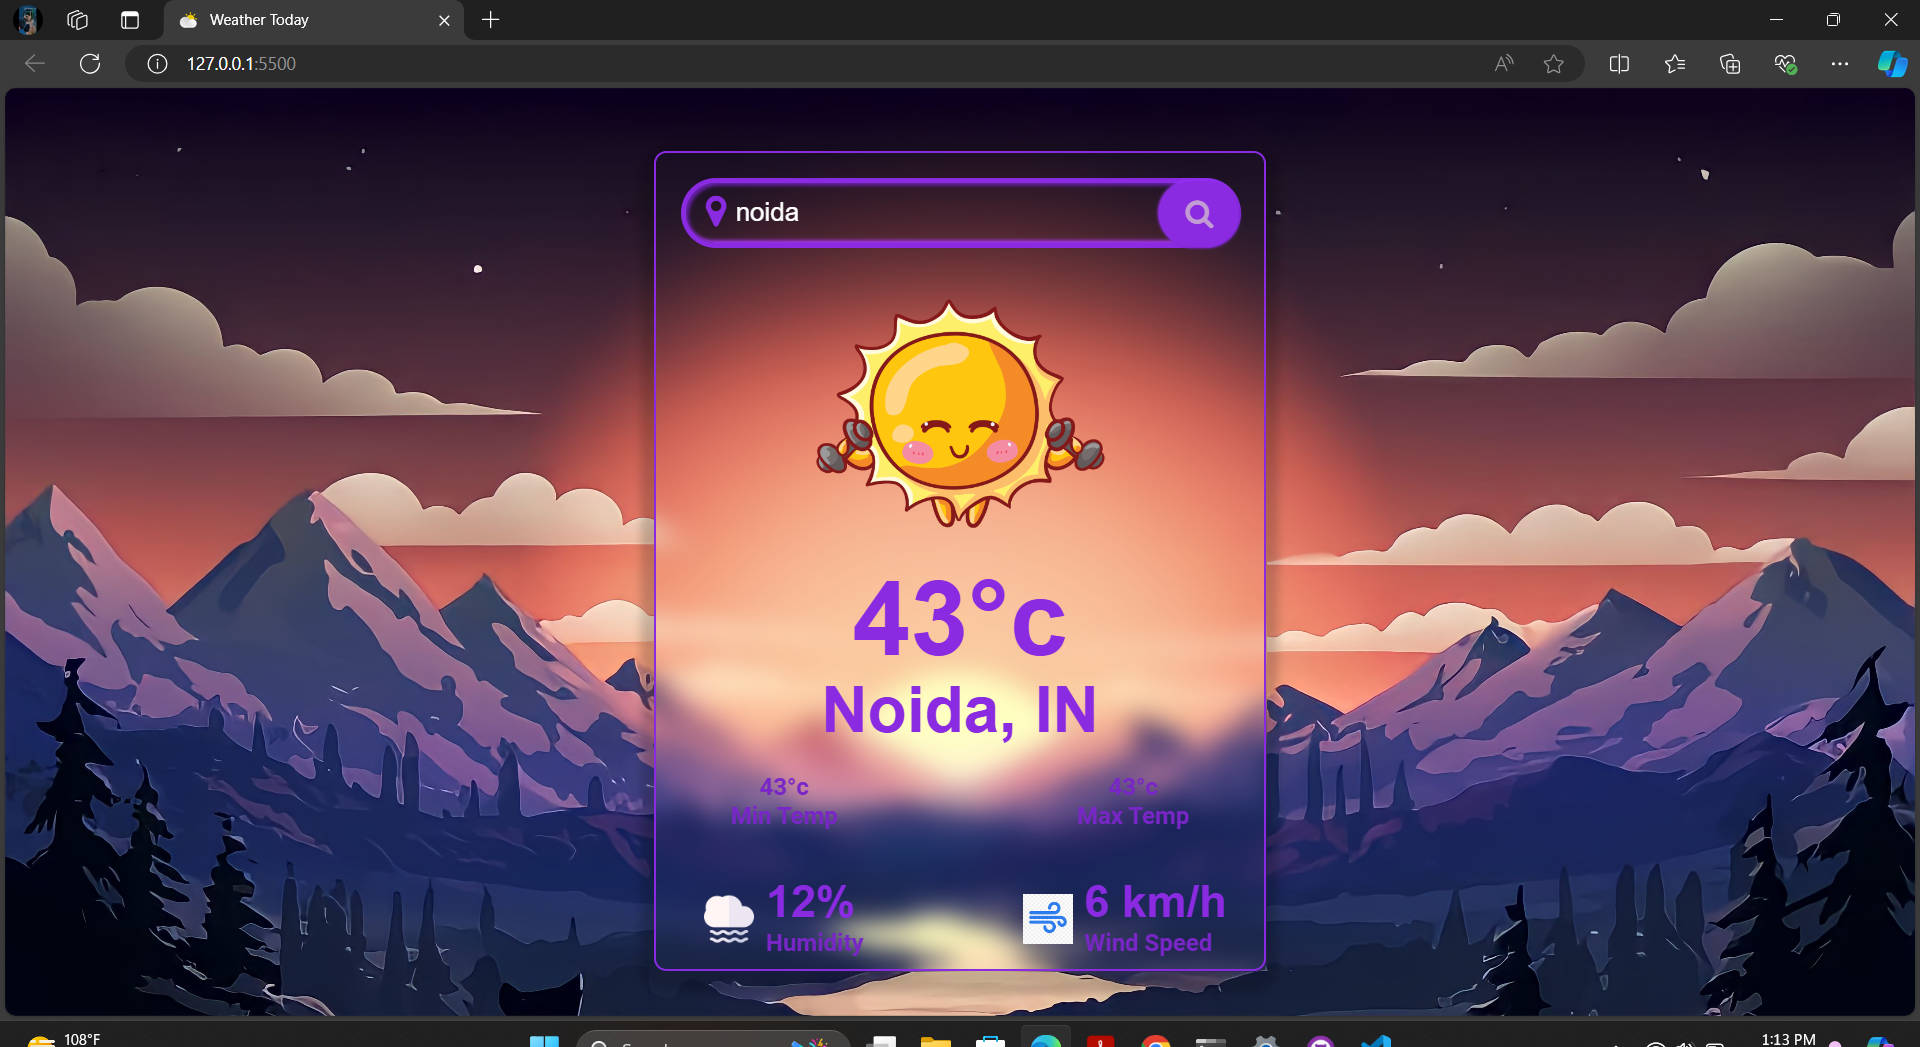 Weather Today
127.0.0.1:5500
noida
43°c
Noida, IN
43°c
Min Temp
43°c
Max Temp
12%
Humidity
6 km/h
Wind Speed
108°F
1:13 PM